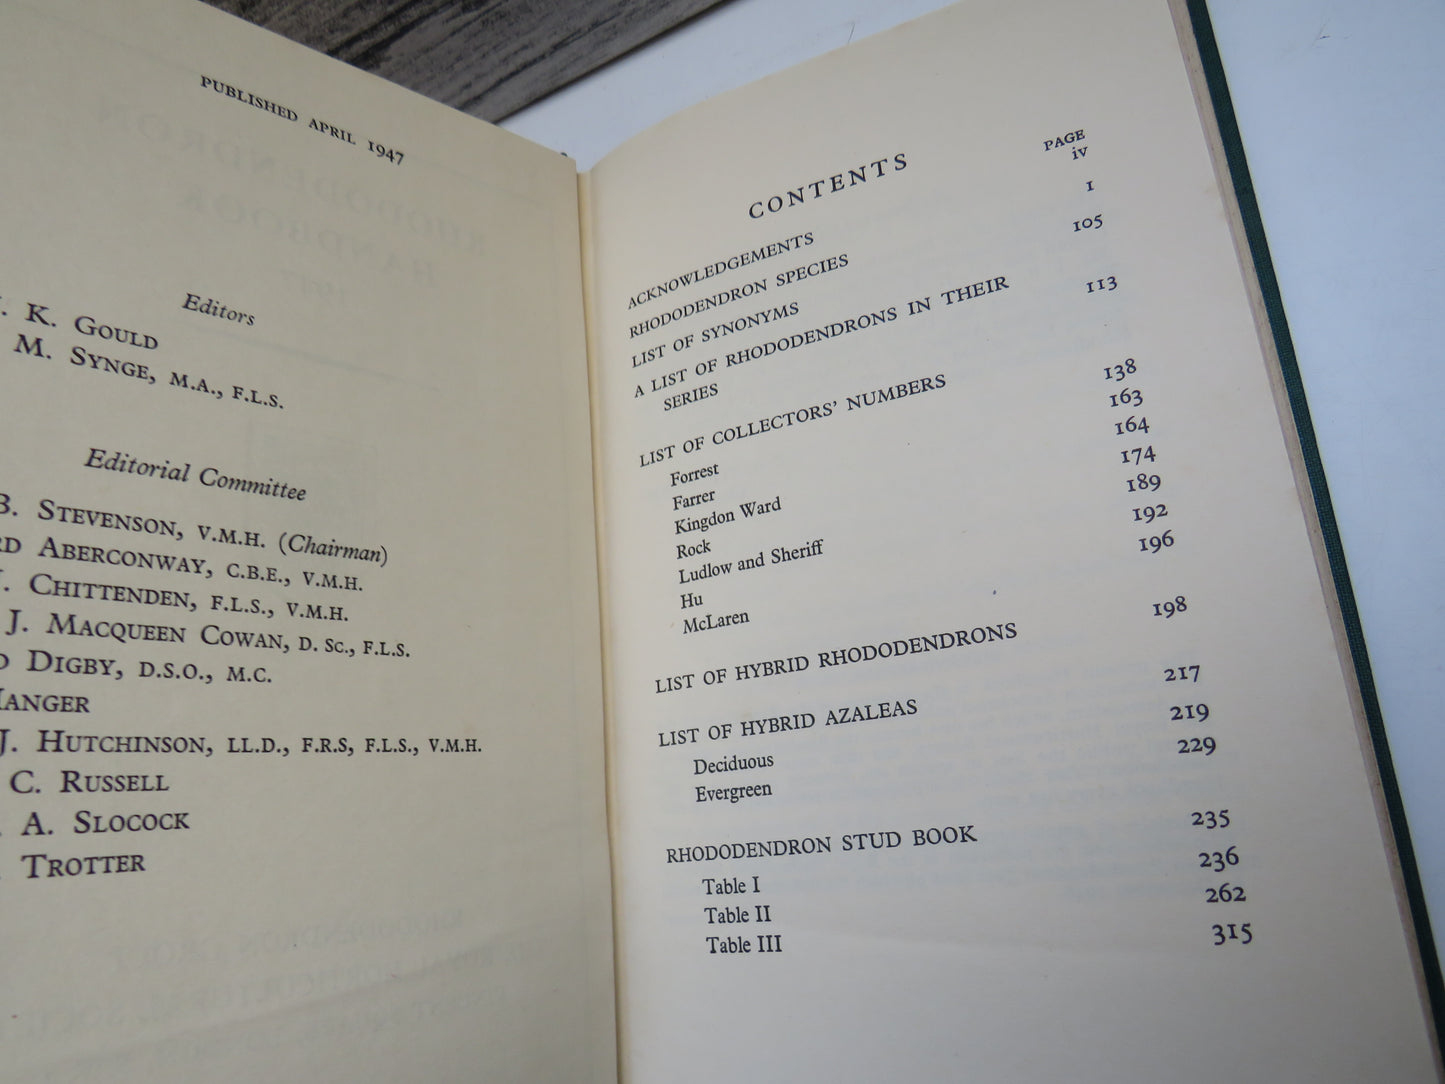 PUBLISHED APRIL 1947
Editors
K. GOULD
M. SYNGE, M.A., F.L.S.
Editorial Committee
B. STEVENSON, V.M.H. (Chairman)
RD ABERCONWAY, C.B.E., V.M.H.
CHITTENDEN, F.L.S., V.M.H.
J. MACQUEEN COWAN, D. Sc., F.L.S.
DIGBY, D.S.O., M.C.
HANGER
J. HUTCHINSON, LL.D., F.R.S, F.L.S., V.M.H.
C. RUSSELL
A. SLOCOCK
TROTTER
CONTENTS
PAGE
ACKNOWLEDGEMENTS iv
RHODODENDRON SPECIES 1
LIST OF SYNONYMS 105
A LIST OF RHODODENDRONS IN THEIR
SERIES 113
LIST OF COLLECTORS' NUMBERS
Forrest 138
Farrer 163
Kingdon Ward 164
Rock 174
Ludlow and Sheriff 189
Hu 192
McLaren 196
LIST OF HYBRID RHODODENDRONS 198
LIST OF HYBRID AZALEAS 217
Deciduous 219
Evergreen 229
RHODODENDRON STUD BOOK 235
Table I 236
Table II 262
Table III 315